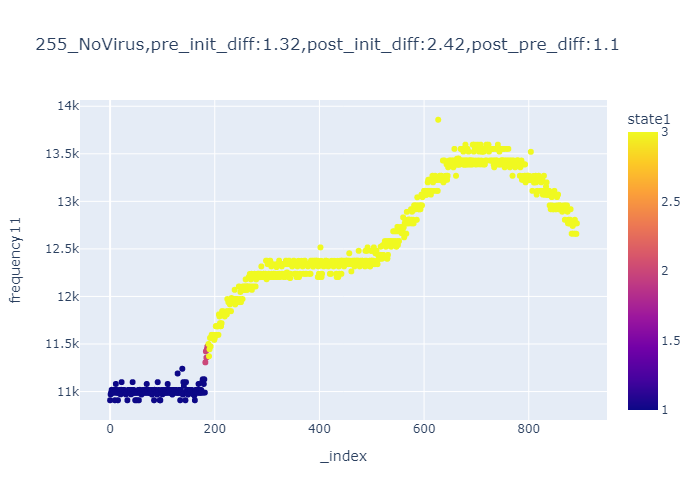 255_NoVirus,pre_init_diff:1.32,post_init_diff:2.42,post_pre_diff:1.1
state1
14k
13.5k
13k
12.5k
12k
11.5k
11k
frequency11
0
200
400
600
800
_index
3
2.5
2
1.5
1